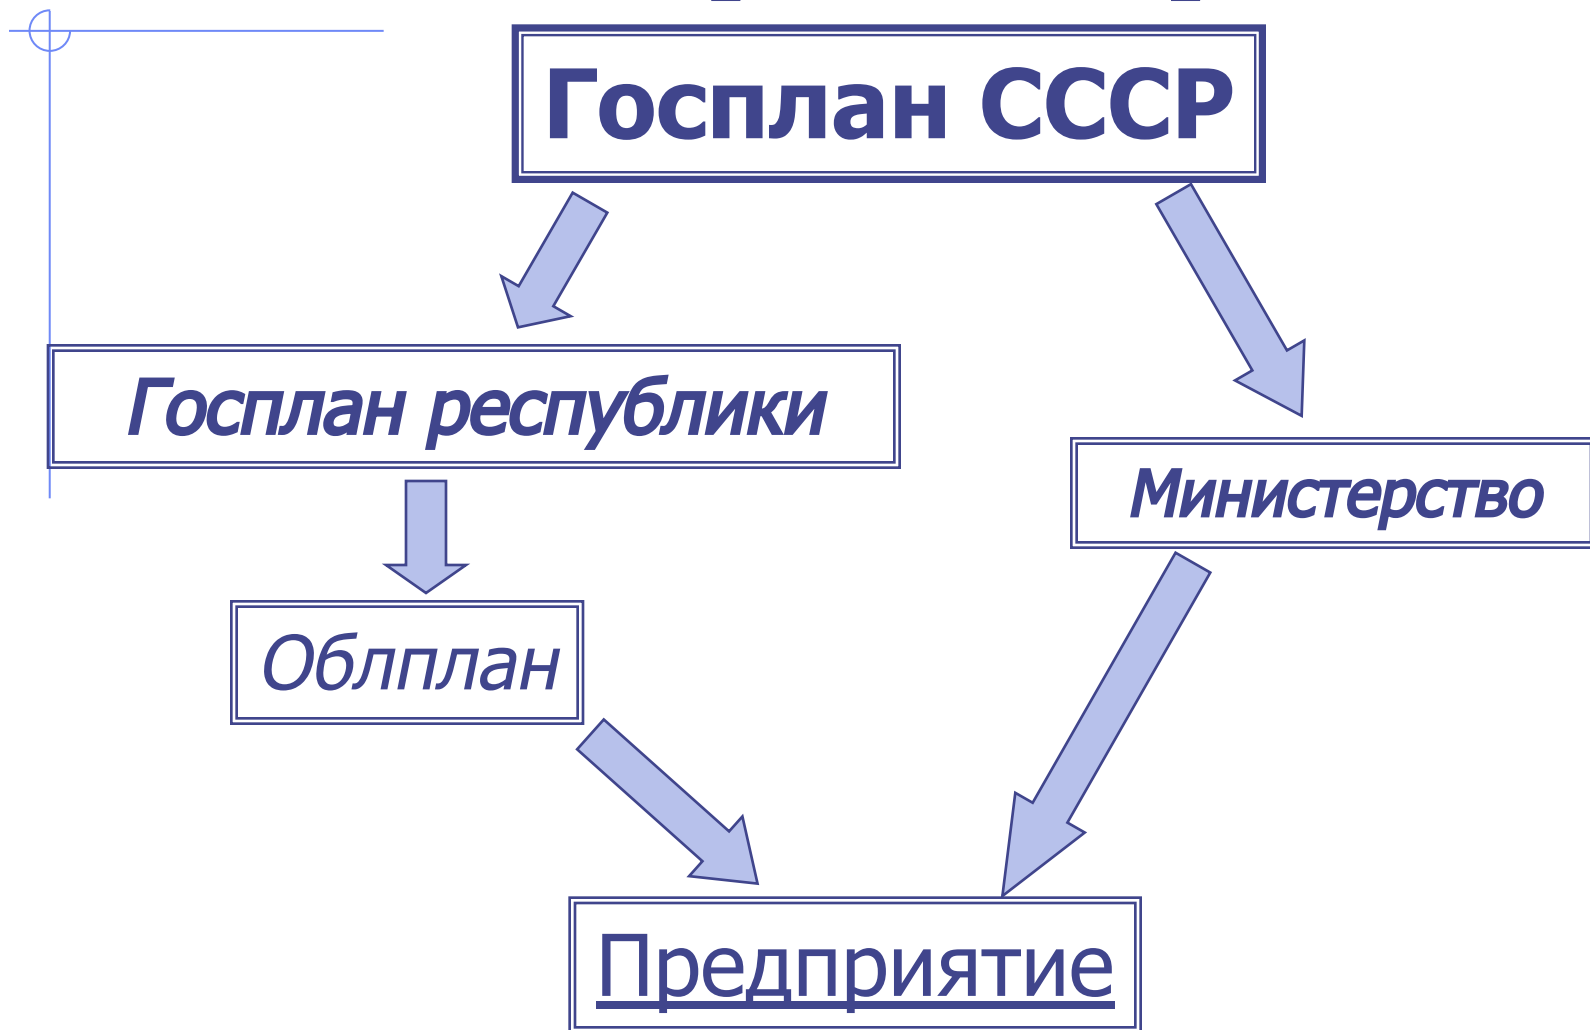 Госплан СССР
Госплан республики
Министерство
Облплан
Предприятие